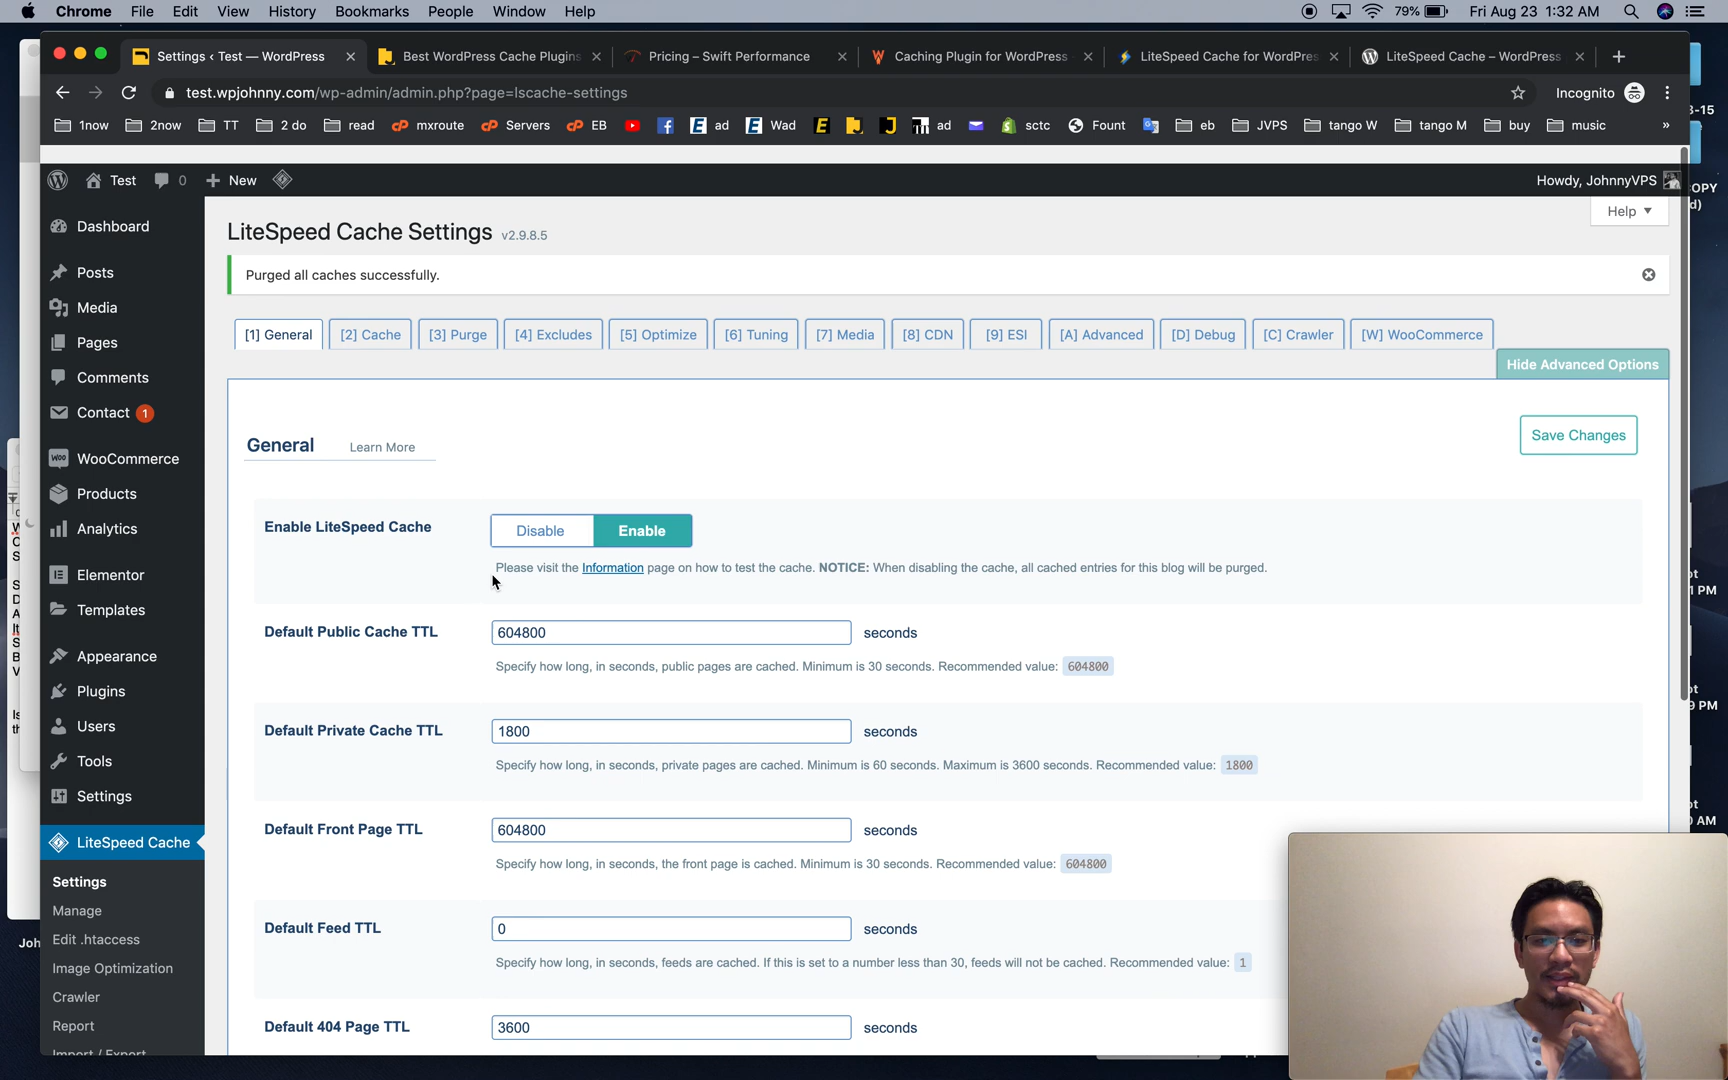 Chrome File Edit View History Bookmarks People Window Help 79% Fri Aug 23 1:32 AM
Settings ‹ Test — WordPress Best WordPress Cache Plugins Pricing – Swift Performance Caching Plugin for WordPress LiteSpeed Cache for WordPres LiteSpeed Cache – WordPress
test.wpjohnny.com/wp-admin/admin.php?page=lscache-settings Incognito
1now 2now TT 2 do read mxroute Servers EB ad Wad ad sctc Fount eb JVPS tango W tango M buy music »
Test 0 New Howdy, JohnnyVPS
Help
Dashboard
Posts
Media
Pages
Comments
Contact 1
WooCommerce
Products
Analytics
Elementor
Templates
Appearance
Plugins
Users
Tools
Settings
LiteSpeed Cache
Settings
Manage
Edit .htaccess
Image Optimization
Crawler
Report
Import / Export
LiteSpeed Cache Settings v2.9.8.5
Purged all caches successfully.
[1] General [2] Cache [3] Purge [4] Excludes [5] Optimize [6] Tuning [7] Media [8] CDN [9] ESI [A] Advanced [D] Debug [C] Crawler [W] WooCommerce
Hide Advanced Options
General Learn More
Save Changes
Enable LiteSpeed Cache Disable Enable
Please visit the Information page on how to test the cache. NOTICE: When disabling the cache, all cached entries for this blog will be purged.
Default Public Cache TTL 604800 seconds
Specify how long, in seconds, public pages are cached. Minimum is 30 seconds. Recommended value: 604800
Default Private Cache TTL 1800 seconds
Specify how long, in seconds, private pages are cached. Minimum is 60 seconds. Maximum is 3600 seconds. Recommended value: 1800
Default Front Page TTL 604800 seconds
Specify how long, in seconds, the front page is cached. Minimum is 30 seconds. Recommended value: 604800
Default Feed TTL 0 seconds
Specify how long, in seconds, feeds are cached. If this is set to a number less than 30, feeds will not be cached. Recommended value: 1
Default 404 Page TTL 3600 seconds